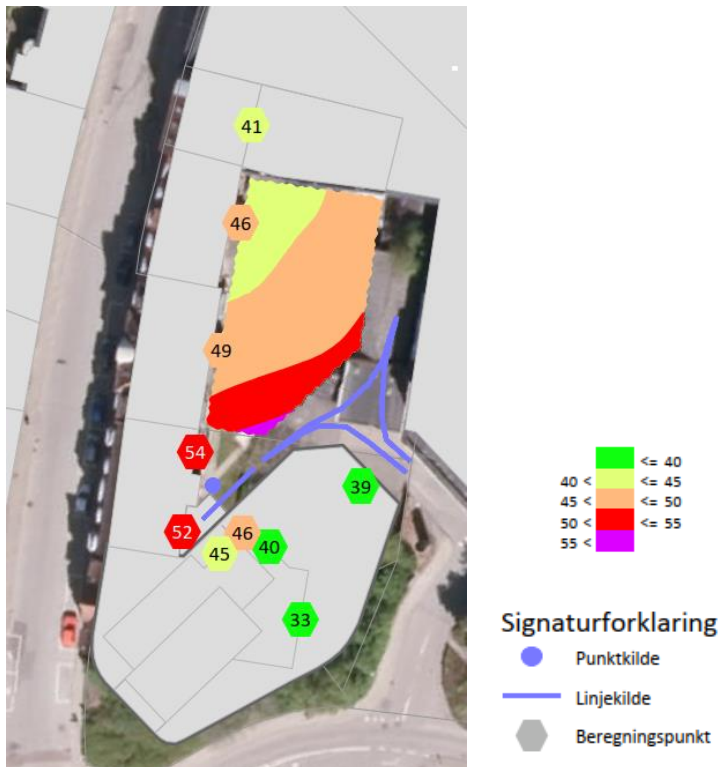 41
46
49
54
39
52
46
45
40
33
<= 40
40 < <= 45
45 < <= 50
50 < <= 55
55 <
Signaturforklaring
Punktkilde
Linjekilde
Beregningspunkt